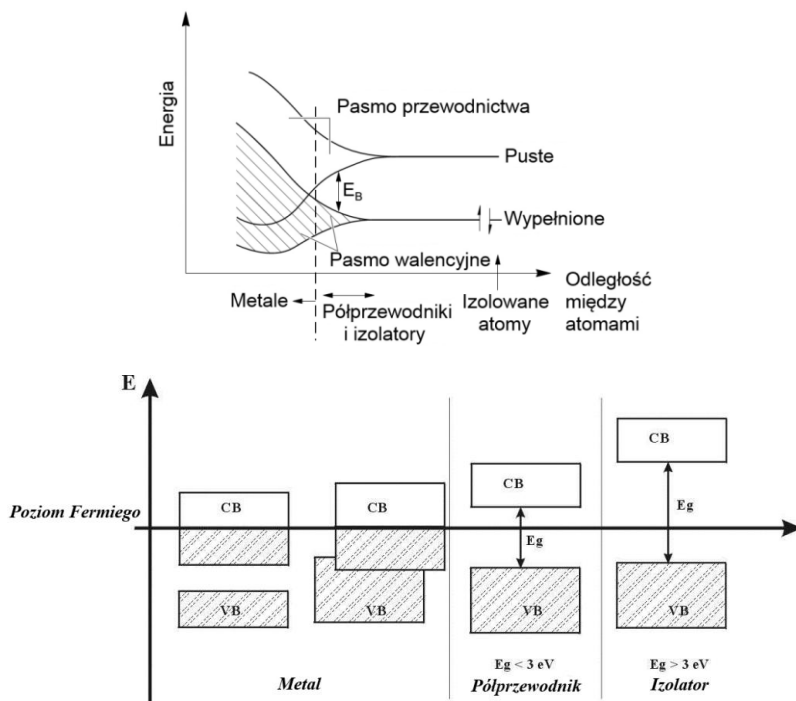 Energia
Pasmo przewodnictwa
Puste
E_B
Wypełnione
Pasmo walencyjne
Metale
Półprzewodniki
i izolatory
Izolowane
atomy
Odległość
między
atomami
E
Poziom Fermiego
CB
VB
CB
VB
CB
Eg
VB
CB
Eg
VB
Eg < 3 eV
Eg > 3 eV
Metal
Półprzewodnik
Izolator